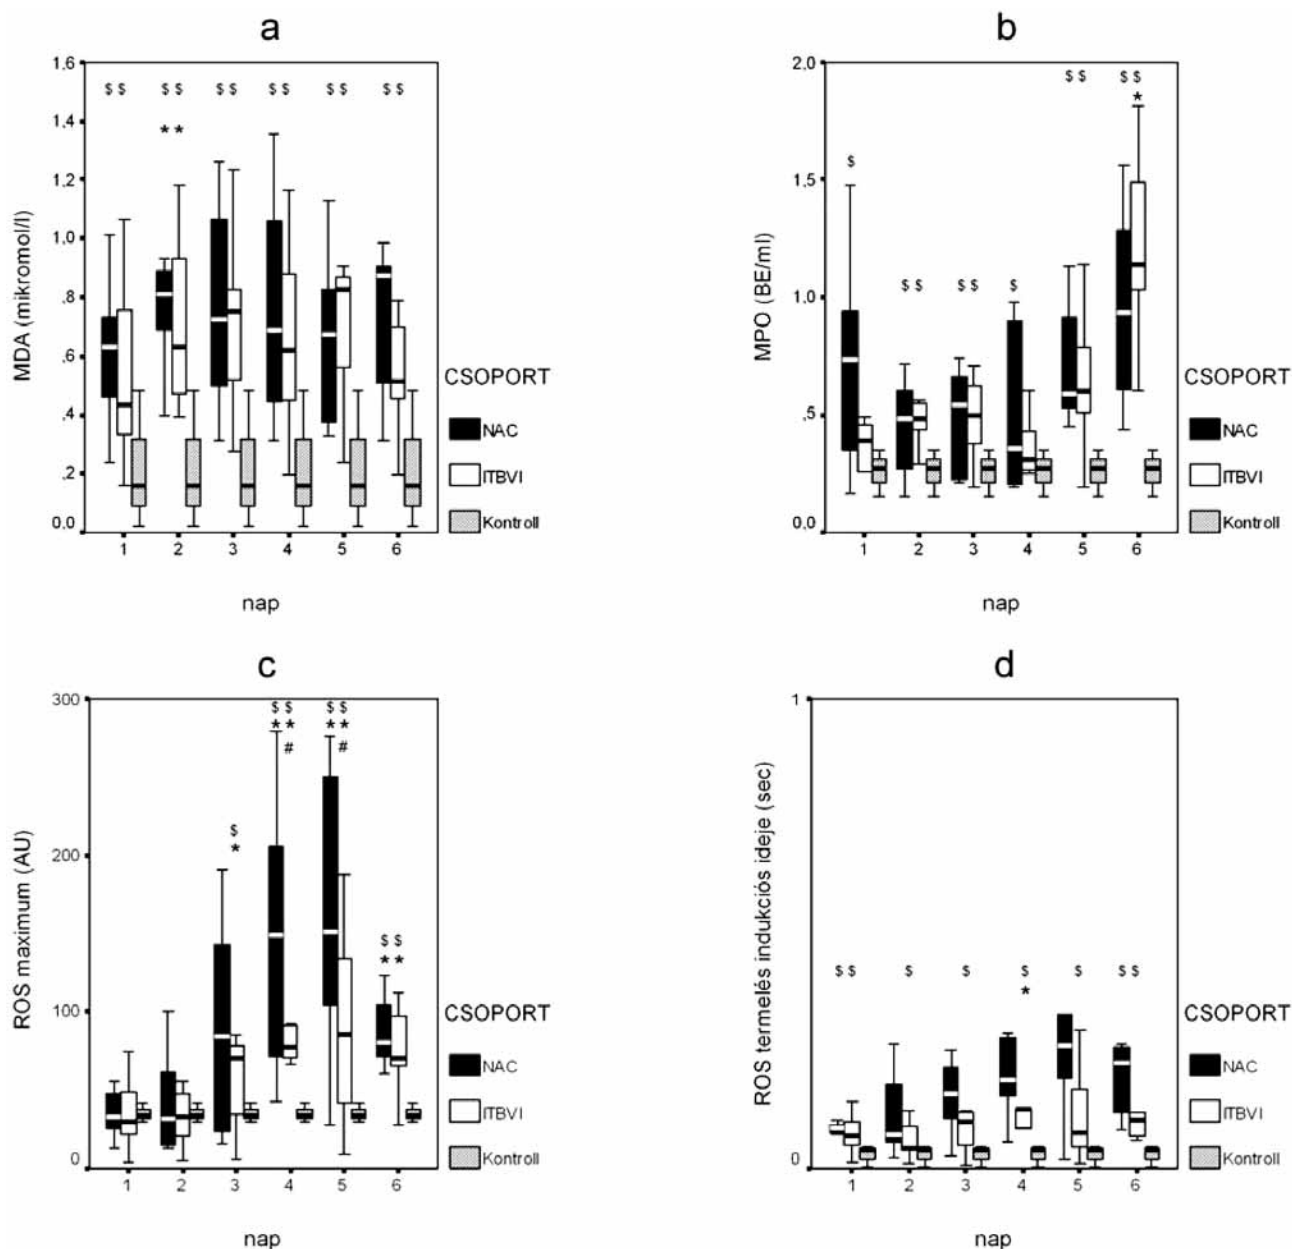 a
1.6
1.4
1.2
1.0
.8
.6
.4
.2
0.0
MDA (mikromol/l)
$ $ $ $ $ $ $ $ $ $ $ $
* *
1 2 3 4 5 6
nap
CSOPORT
NAC
ITBVI
Kontroll
b
2.0
1.5
1.0
.5
0.0
MPO (BE/ml)
$ $ $ $
*
$
$ $ $ $ $
1 2 3 4 5 6
nap
CSOPORT
NAC
ITBVI
Kontroll
c
300
200
100
0
ROS maximum (AU)
$ $ $ $
* * * *
# #
$
*
$ $
* *
1 2 3 4 5 6
nap
CSOPORT
NAC
ITBVI
Kontroll
d
1
0
ROS termelés indukciós ideje (sec)
$ $ $ $ $ $ $ $
*
1 2 3 4 5 6
nap
CSOPORT
NAC
ITBVI
Kontroll